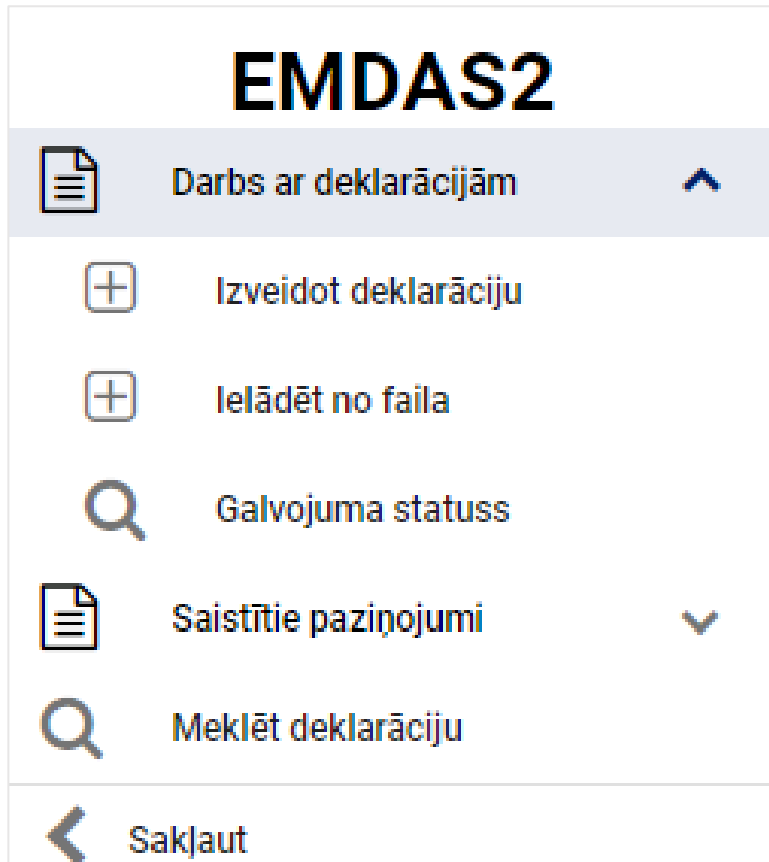 EMDAS2
Darbs ar deklarācijām
Izveidot deklarāciju
Ielādēt no faila
Galvojuma statuss
Saistītie paziņojumi
Meklēt deklarāciju
Sakļaut